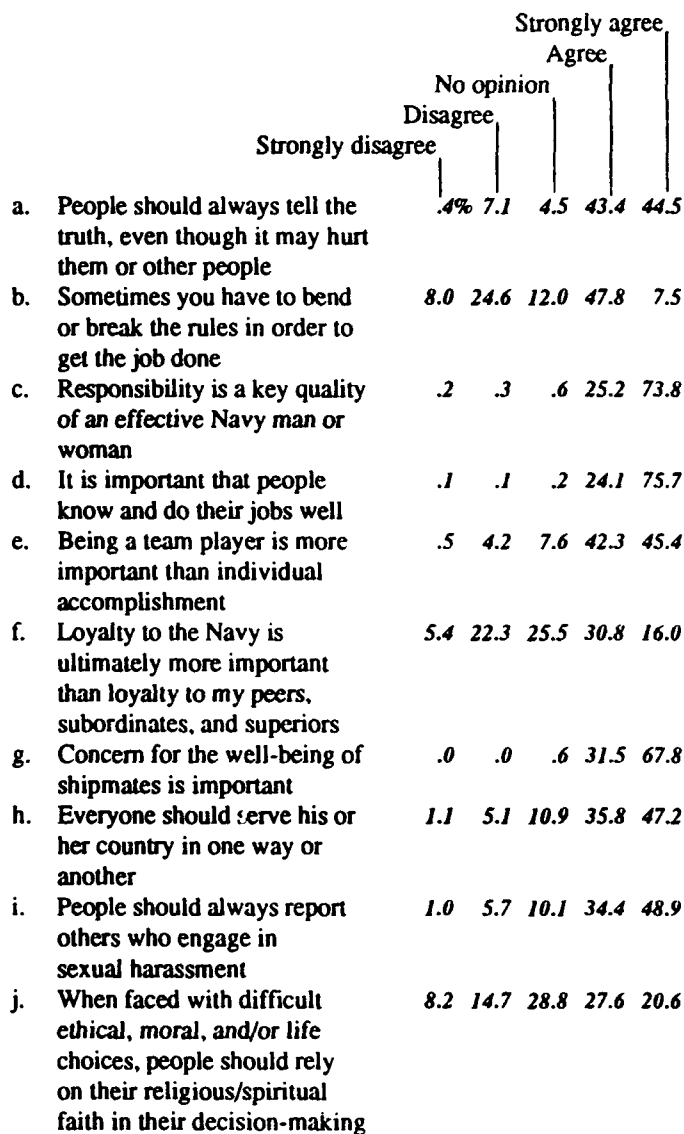 Strongly agree
Agree
No opinion
Disagree
Strongly disagree
a. People should always tell the .4% 7.1 4.5 43.4 44.5
truth, even though it may hurt
them or other people
b. Sometimes you have to bend 8.0 24.6 12.0 47.8 7.5
or break the rules in order to
get the job done
c. Responsibility is a key quality .2 .3 .6 25.2 73.8
of an effective Navy man or
woman
d. It is important that people .1 .1 .2 24.1 75.7
know and do their jobs well
e. Being a team player is more .5 4.2 7.6 42.3 45.4
important than individual
accomplishment
f. Loyalty to the Navy is 5.4 22.3 25.5 30.8 16.0
ultimately more important
than loyalty to my peers,
subordinates, and superiors
g. Concern for the well-being of .0 .0 .6 31.5 67.8
shipmates is important
h. Everyone should serve his or 1.1 5.1 10.9 35.8 47.2
her country in one way or
another
i. People should always report 1.0 5.7 10.1 34.4 48.9
others who engage in
sexual harassment
j. When faced with difficult 8.2 14.7 28.8 27.6 20.6
ethical, moral, and/or life
choices, people should rely
on their religious/spiritual
faith in their decision-making